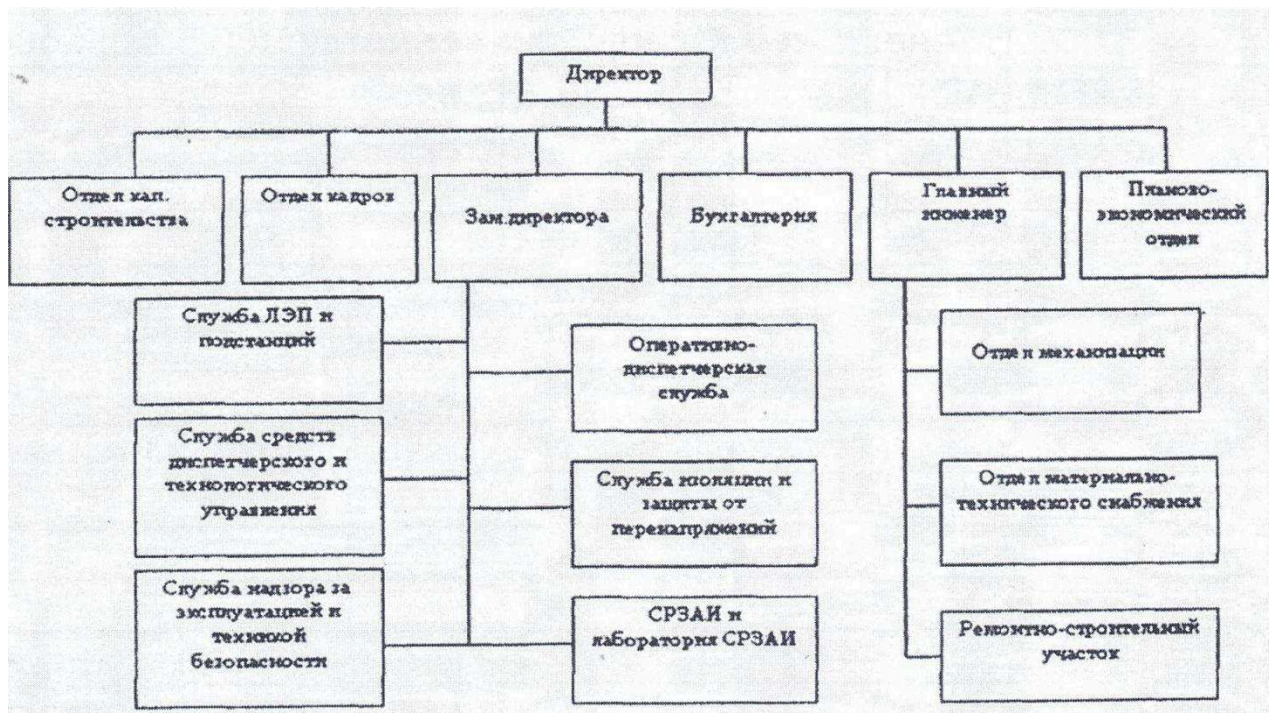 Директор
Отдел кап.
строительства
Отдел кадров
Зам.директора
Бухгалтерия
Главный
инженер
Планово-
экономический
отдел
Служба ЛЭП и
подстанций
Оперативно-
диспетчерская
служба
Отдел механизации
Служба средств
диспетчерского и
технологического
управления
Служба изоляции и
защиты от
перенапряжений
Отдел материально-
технического снабжения
Служба надзора за
эксплуатацией и
техникой
безопасности
СРЗАИ и
лаборатория СРЗАИ
Ремонтно-строительный
участок